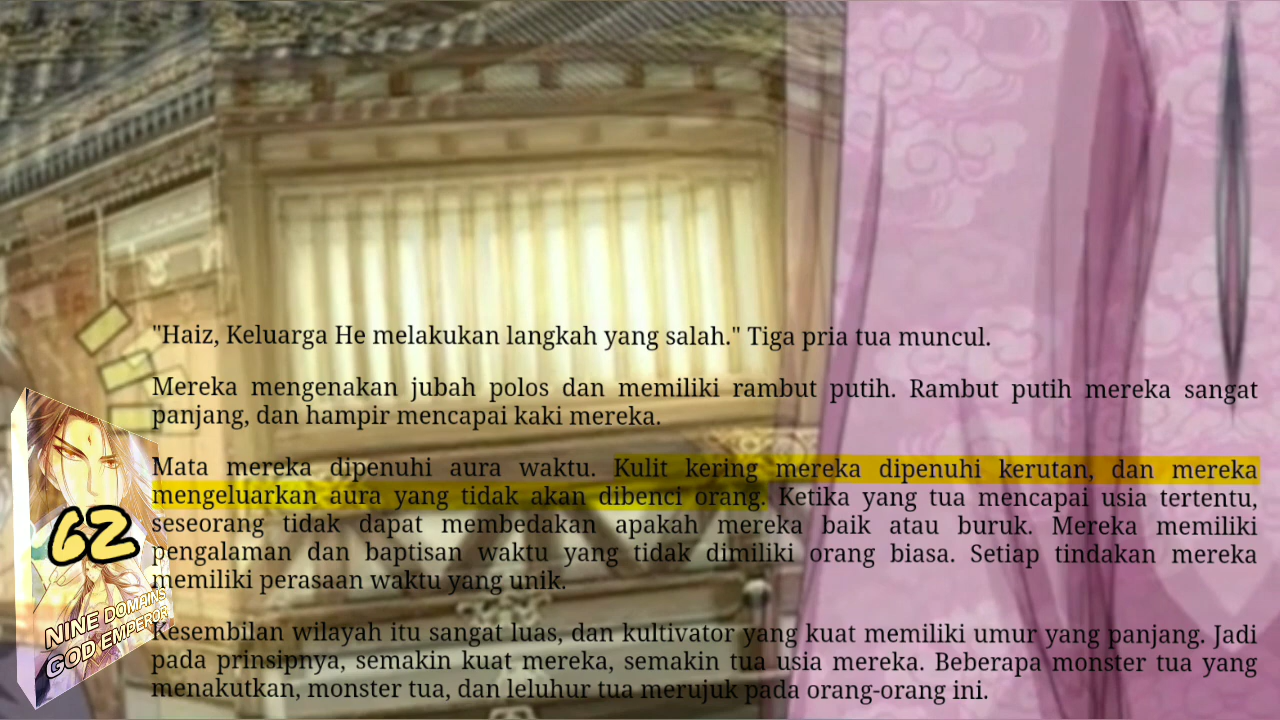 "Haiz, Keluarga He melakukan langkah yang salah." Tiga pria tua muncul.
Mereka mengenakan jubah polos dan memiliki rambut putih. Rambut putih mereka sangat
panjang, dan hampir mencapai kaki mereka.
Mata mereka dipenuhi aura waktu. Kulit kering mereka dipenuhi kerutan, dan mereka
mengeluarkan aura yang tidak akan dibenci orang. Ketika yang tua mencapai usia tertentu,
seseorang tidak dapat membedakan apakah mereka baik atau buruk. Mereka memiliki
pengalaman dan baptisan waktu yang tidak dimiliki orang biasa. Setiap tindakan mereka
memiliki perasaan waktu yang unik.
Kesembilan wilayah itu sangat luas, dan kultivator yang kuat memiliki umur yang panjang. Jadi
pada prinsipnya, semakin kuat mereka, semakin tua usia mereka. Beberapa monster tua yang
menakutkan, monster tua, dan leluhur tua merujuk pada orang-orang ini.
62
NINE DOMAINS
GOD EMPEROR